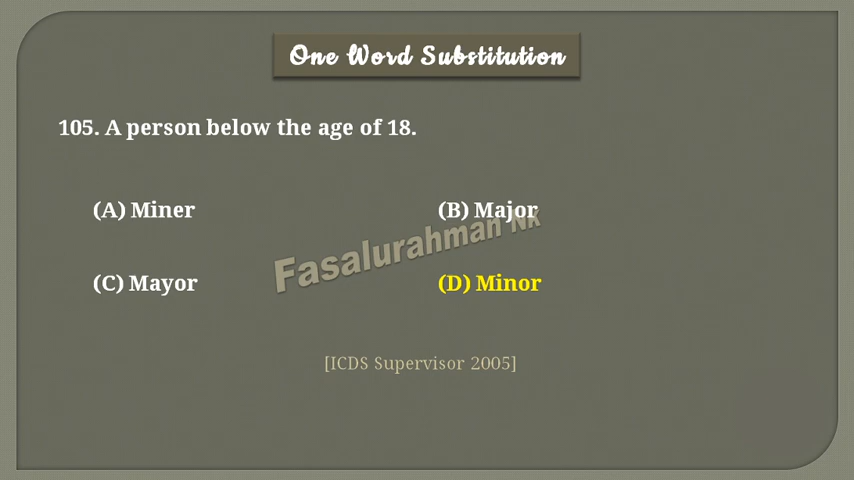 One Word Substitution
105. A person below the age of 18.
(A) Miner
(B) Major
Fasalurahman Nk
(C) Mayor
(D) Minor
[ICDS Supervisor 2005]